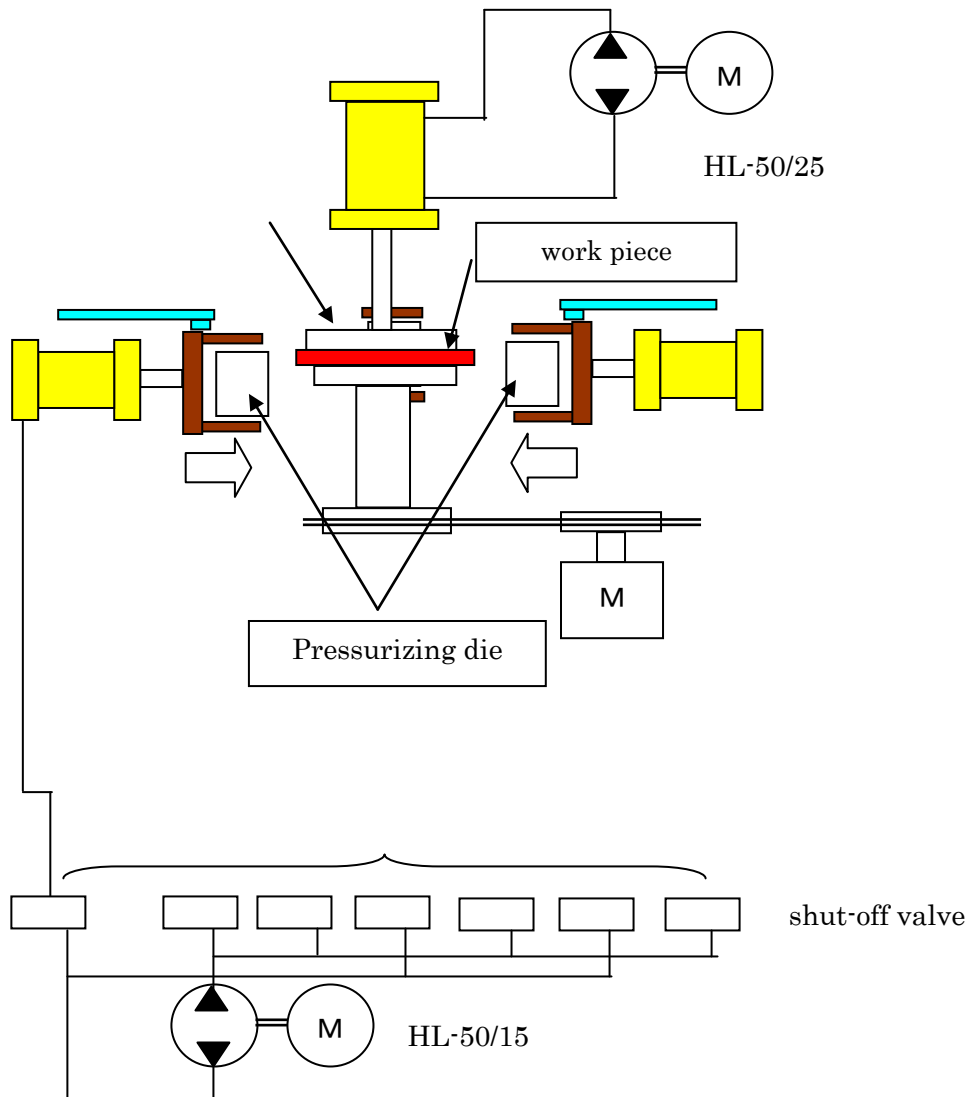 M
HL-50/25
work piece
M
Pressurizing die
shut-off valve
M
HL-50/15